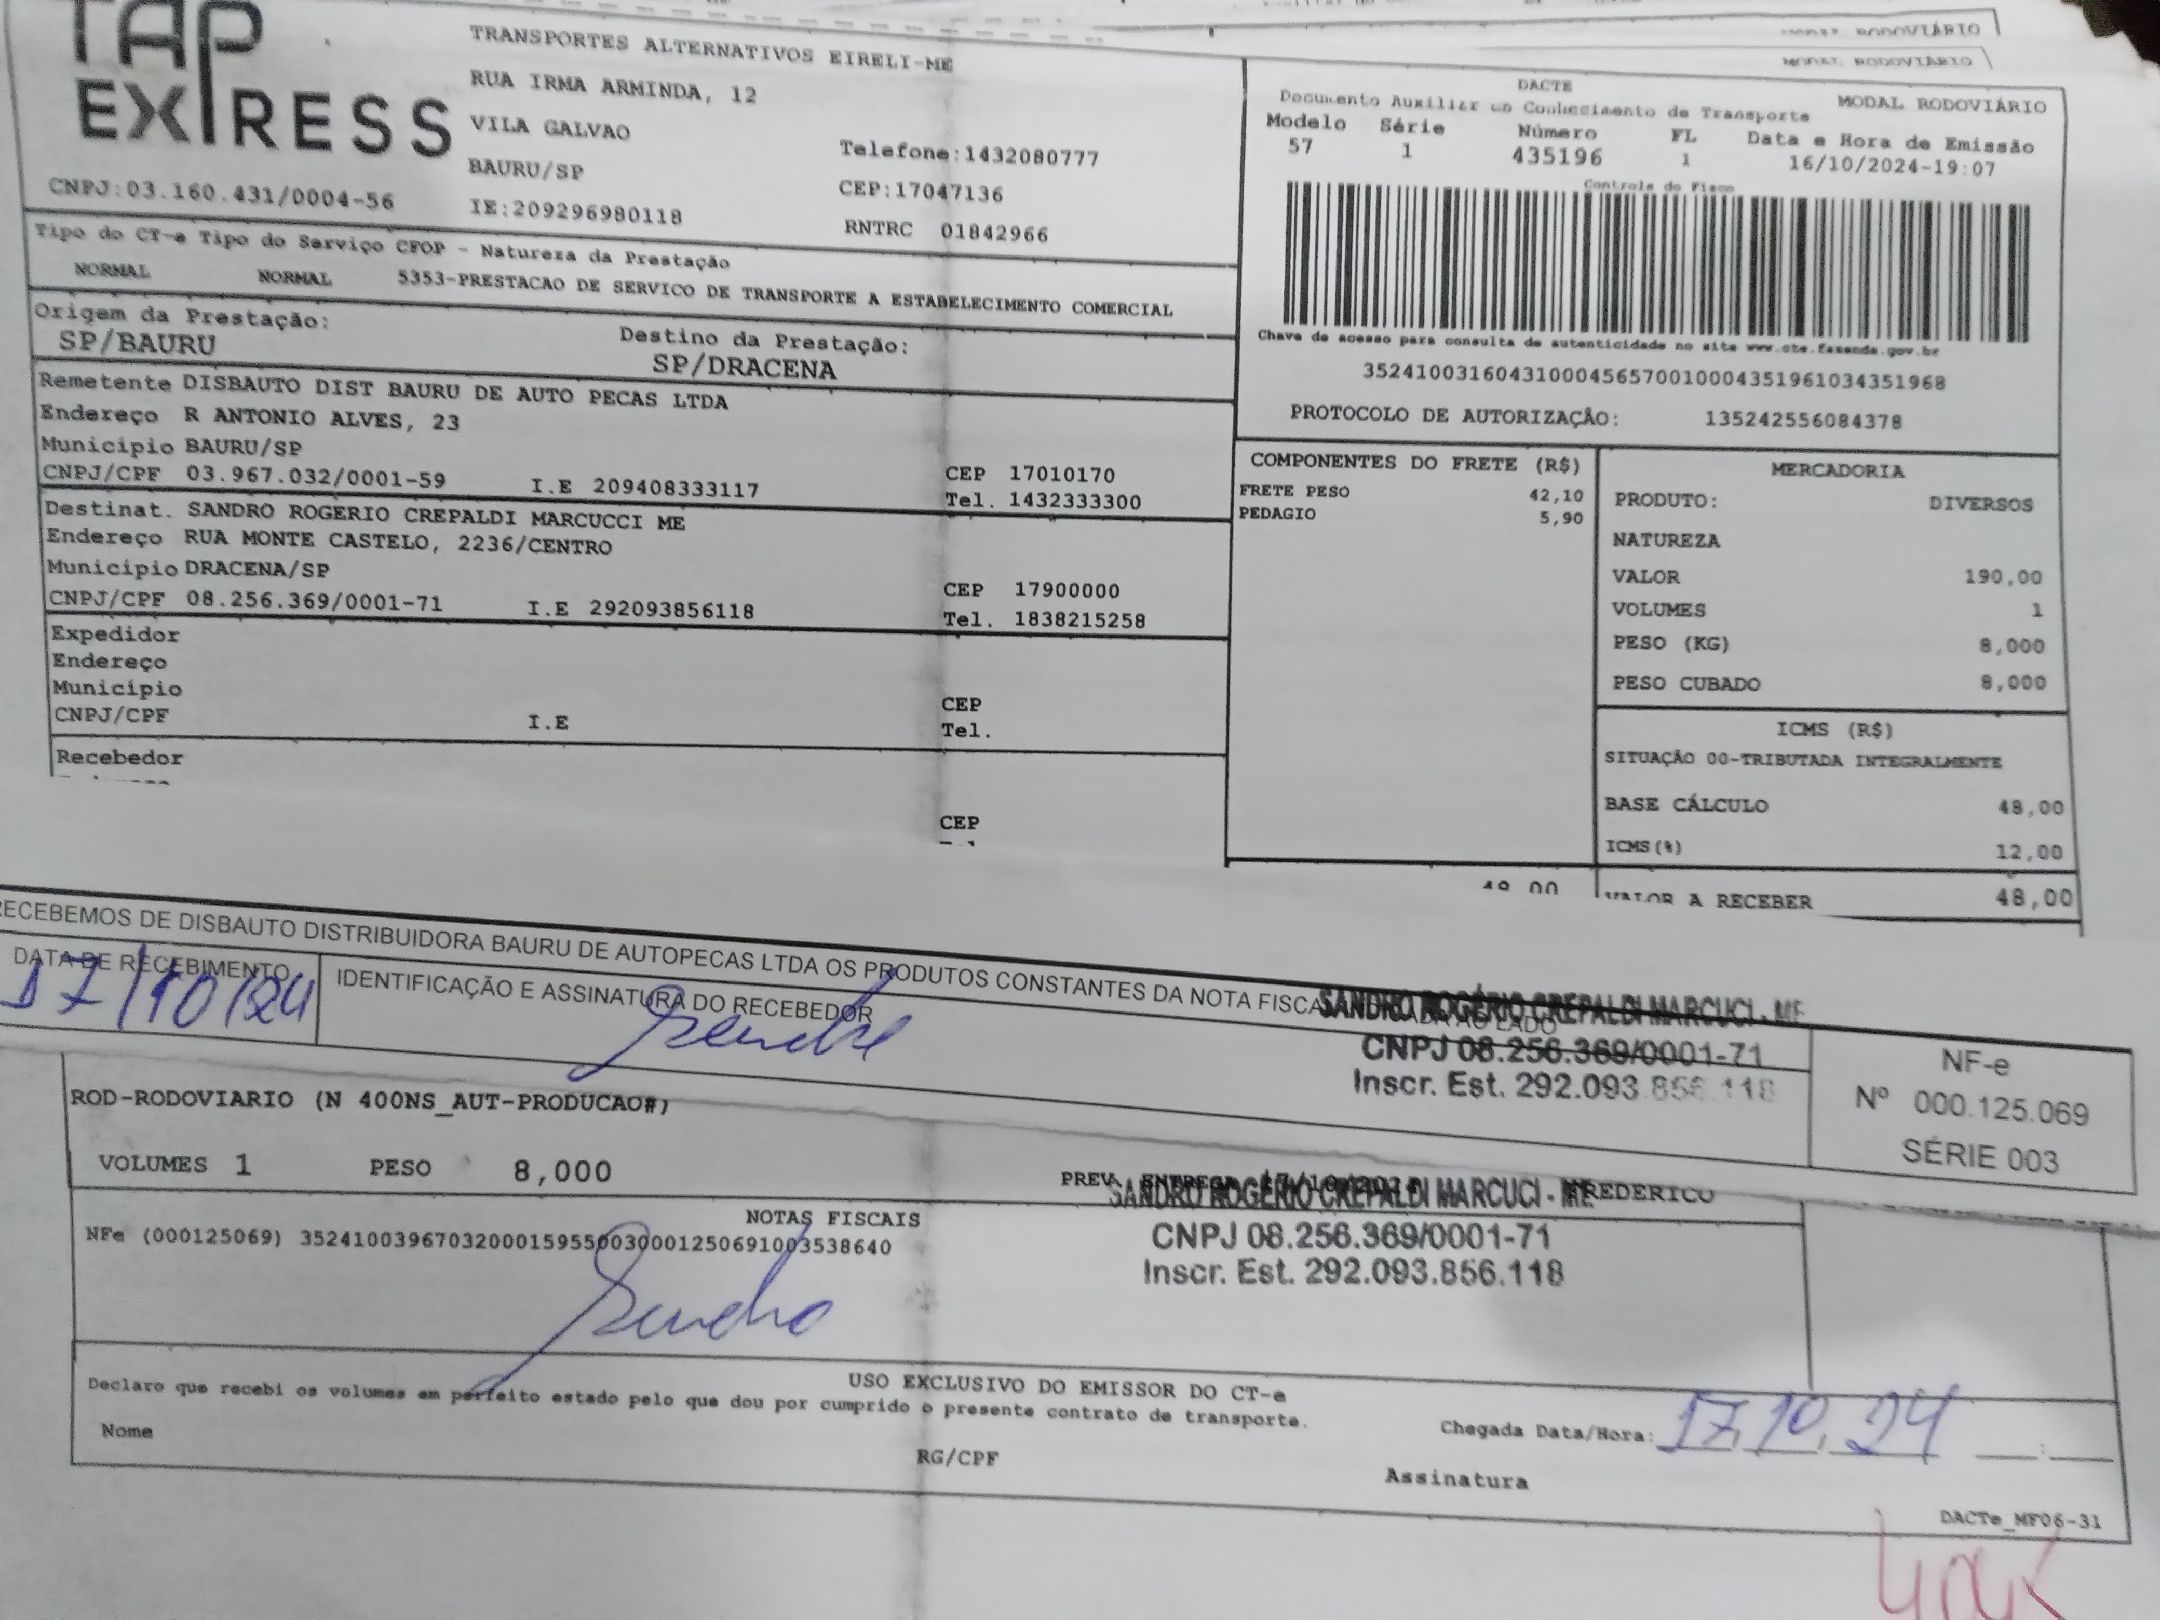 MODAL RODOVIÁRIO
MODAL RODOVIÁRIO
TAP
EXPRESS
CNPJ:03.160.431/0004-56
TRANSPORTES ALTERNATIVOS EIRELI-ME
RUA IRMA ARMINDA, 12
VILA GALVAO
BAURU/SP
IE:209296980118
Telefone:1432080777
CEP:17047136
RNTRC 01842966
DACTE
Documento Auxiliar do Conhecimento de Transporte
MODAL RODOVIÁRIO
Modelo Série Número FL Data e Hora de Emissão
57 1 435196 1 16/10/2024-19:07
Controle do Fisco
Chave de acesso para consulta de autenticidade no site www.cte.fazenda.gov.br
35241003160431000456570010004351961034351968
PROTOCOLO DE AUTORIZAÇÃO: 135242556084378
Tipo do CT-e Tipo do Serviço CFOP - Natureza da Prestação
NORMAL NORMAL 5353-PRESTACAO DE SERVICO DE TRANSPORTE A ESTABELECIMENTO COMERCIAL
Origem da Prestação: Destino da Prestação:
SP/BAURU SP/DRACENA
Remetente DISBAUTO DIST BAURU DE AUTO PECAS LTDA
Endereço R ANTONIO ALVES, 23
Município BAURU/SP CEP 17010170
CNPJ/CPF 03.967.032/0001-59 I.E 209408333117 Tel. 1432333300
Destinat. SANDRO ROGERIO CREPALDI MARCUCCI ME
Endereço RUA MONTE CASTELO, 2236/CENTRO
Município DRACENA/SP CEP 17900000
CNPJ/CPF 08.256.369/0001-71 I.E 292093856118 Tel. 1838215258
Expedidor
Endereço
Município CEP
CNPJ/CPF I.E Tel.
Recebedor
CEP
COMPONENTES DO FRETE (R$)
FRETE PESO 42,10
PEDAGIO 5,90
48,00
MERCADORIA
PRODUTO: DIVERSOS
NATUREZA
VALOR 190,00
VOLUMES 1
PESO (KG) 8,000
PESO CUBADO 8,000
ICMS (R$)
SITUAÇÃO 00-TRIBUTADA INTEGRALMENTE
BASE CÁLCULO 48,00
ICMS(%) 12,00
VALOR A RECEBER 48,00
RECEBEMOS DE DISBAUTO DISTRIBUIDORA BAURU DE AUTOPECAS LTDA OS PRODUTOS CONSTANTES DA NOTA FISCAL AO LADO
DATA DE RECEBIMENTO IDENTIFICAÇÃO E ASSINATURA DO RECEBEDOR
17/10/24 Sandro
SANDRO ROGÉRIO CREPALDI MARCUCI - ME
CNPJ 08.256.369/0001-71
Inscr. Est. 292.093.856.118
NF-e
Nº 000.125.069
SÉRIE 003
ROD-RODOVIARIO (N 400NS_AUT-PRODUCAO#)
VOLUMES 1 PESO 8,000 PREV. ENTREGA FREDERICO
SANDRO ROGÉRIO CREPALDI MARCUCI - ME
CNPJ 08.256.369/0001-71
Inscr. Est. 292.093.856.118
NOTAS FISCAIS
NFe (000125069) 35241003967032000159550030001250691003538640
Sandro
USO EXCLUSIVO DO EMISSOR DO CT-e
Declaro que recebi os volumes em perfeito estado pelo que dou por cumprido o presente contrato de transporte.
Nome RG/CPF
Chegada Data/Hora: 17.10.24
Assinatura
DACTe_MF06-31